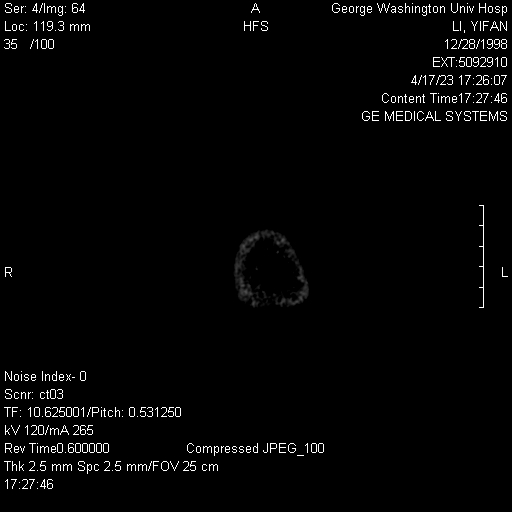 Ser: 4/Img: 64
Loc: 119.3 mm
35 /100
A
HFS
George Washington Univ Hosp
LI, YIFAN
12/28/1998
EXT:5092910
4/17/23 17:26:07
Content Time17:27:46
GE MEDICAL SYSTEMS
R
L
Noise Index- 0
Scnr: ct03
TF: 10.625001/Pitch: 0.531250
kV 120/mA 265
Rev Time0.600000
Compressed JPEG_100
Thk 2.5 mm Spc 2.5 mm/FOV 25 cm
17:27:46